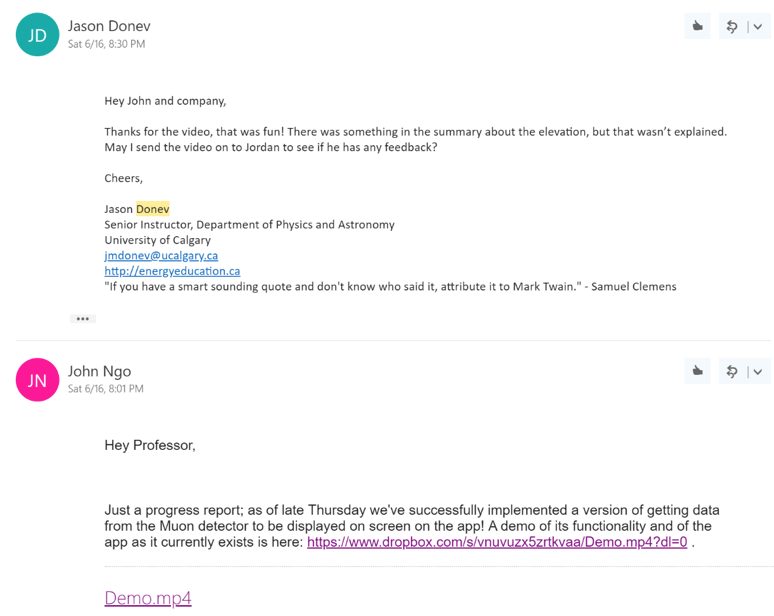 JD
Jason Donev
Sat 6/16, 8:30 PM
Hey John and company,
Thanks for the video, that was fun! There was something in the summary about the elevation, but that wasn’t explained.
May I send the video on to Jordan to see if he has any feedback?
Cheers,
Jason Donev
Senior Instructor, Department of Physics and Astronomy
University of Calgary
jmdonev@ucalgary.ca
http://energyeducation.ca
"If you have a smart sounding quote and don't know who said it, attribute it to Mark Twain." - Samuel Clemens
JN
John Ngo
Sat 6/16, 8:01 PM
Hey Professor,
Just a progress report; as of late Thursday we've successfully implemented a version of getting data
from the Muon detector to be displayed on screen on the app! A demo of its functionality and of the
app as it currently exists is here: https://www.dropbox.com/s/vnuvuzx5zrtkvaa/Demo.mp4?dl=0 .
Demo.mp4